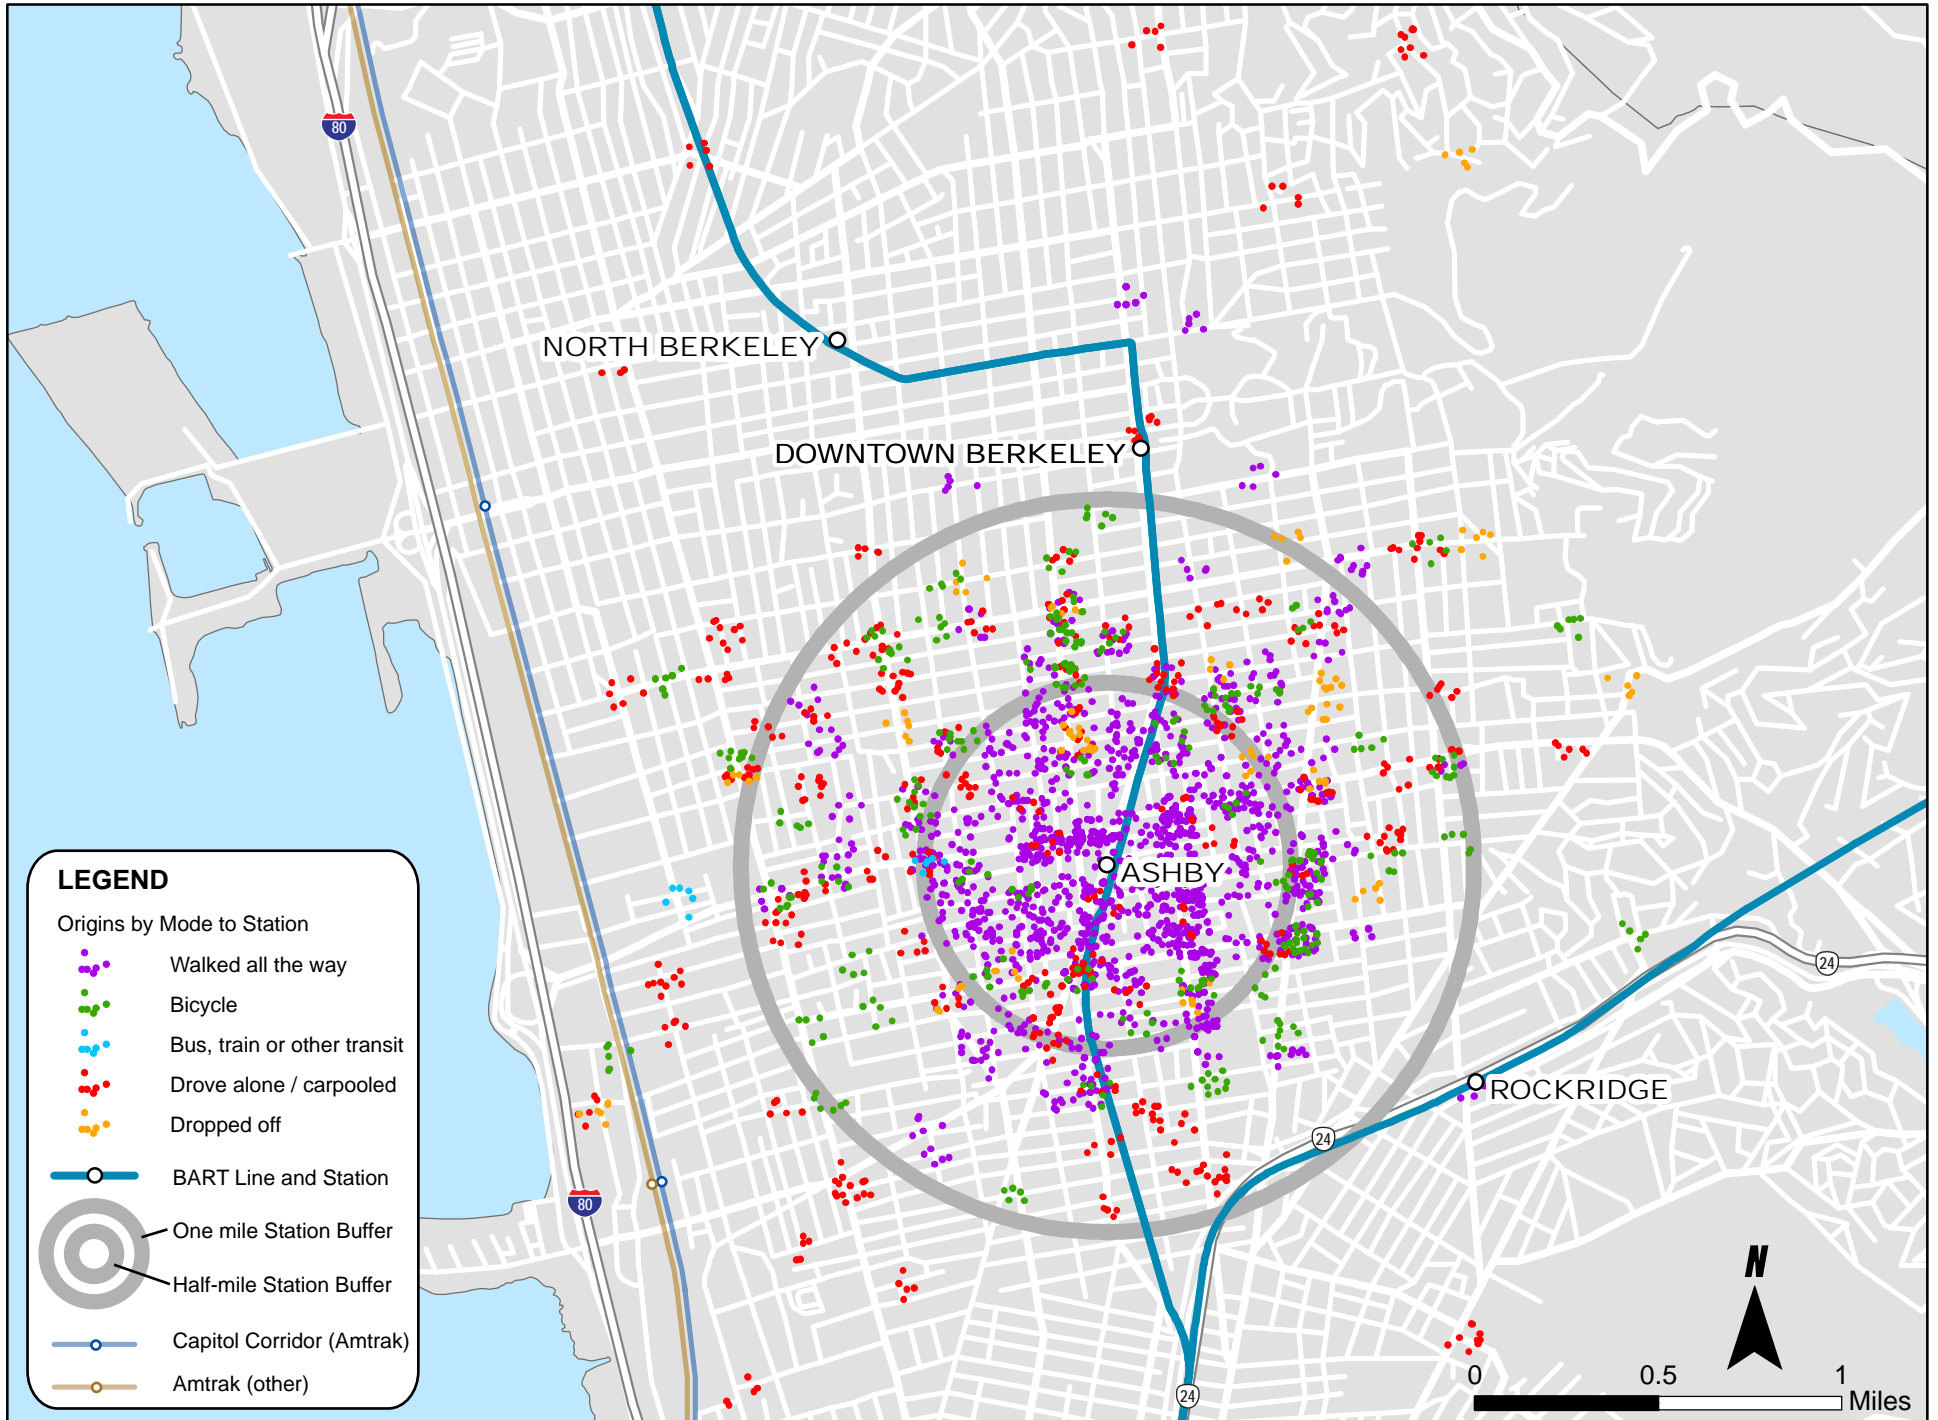 80
NORTH BERKELEY
DOWNTOWN BERKELEY
ASHBY
ROCKRIDGE
24
24
24
80
LEGEND
Origins by Mode to Station
Walked all the way
Bicycle
Bus, train or other transit
Drove alone / carpooled
Dropped off
BART Line and Station
One mile Station Buffer
Half-mile Station Buffer
Capitol Corridor (Amtrak)
Amtrak (other)
N
0 0.5 1
Miles